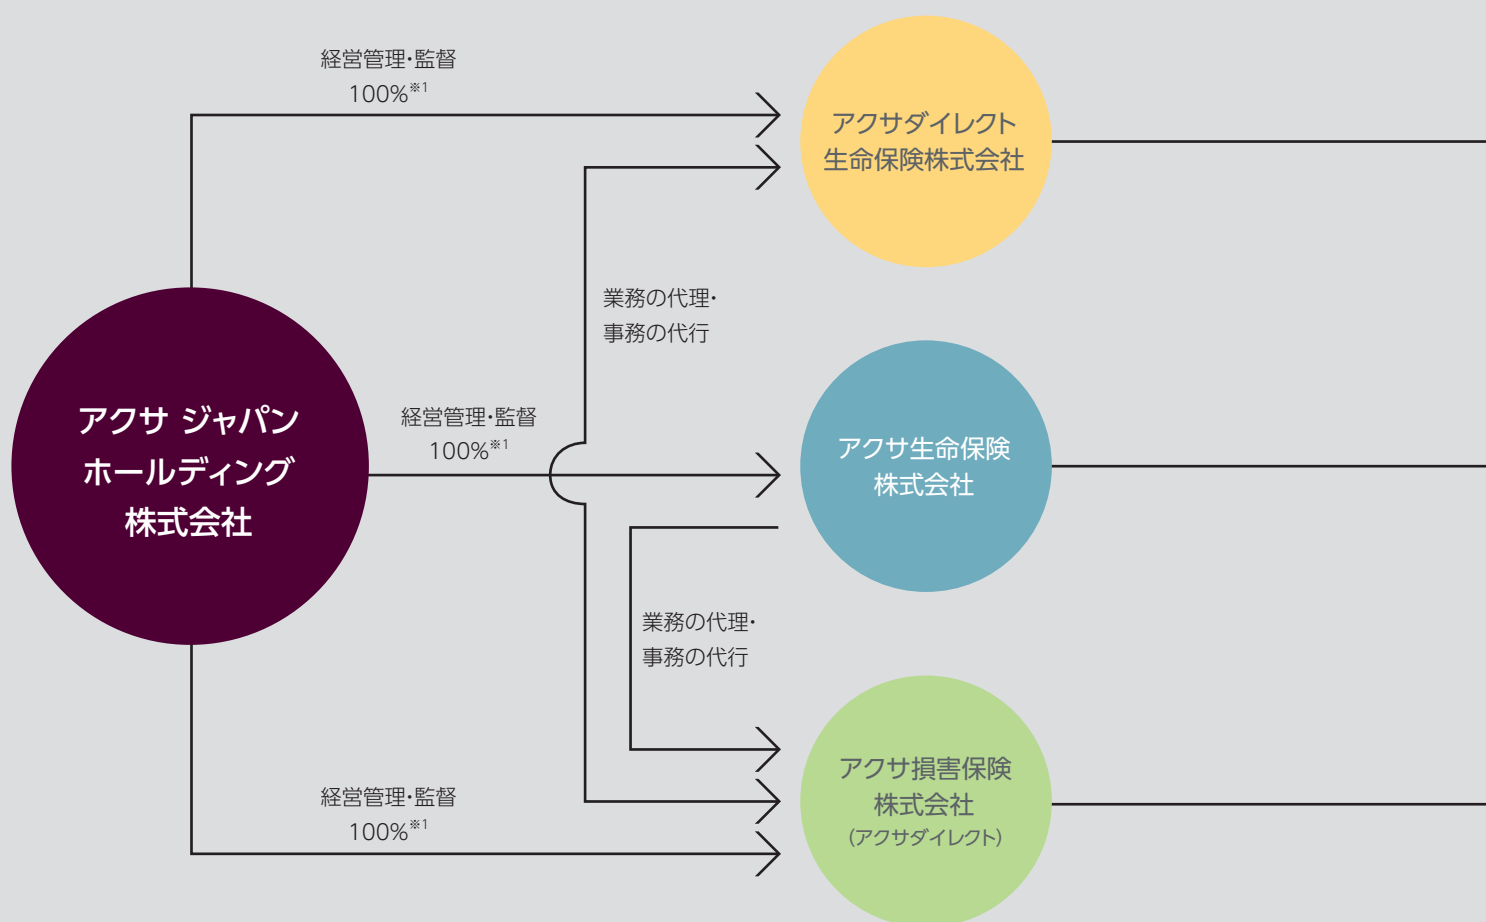 経営管理・監督
100%※1
アクサダイレクト
生命保険株式会社
業務の代理・
事務の代行
アクサ ジャパン
ホールディング
株式会社
経営管理・監督
100%※1
アクサ生命保険
株式会社
業務の代理・
事務の代行
経営管理・監督
100%※1
アクサ損害保険
株式会社
(アクサダイレクト)